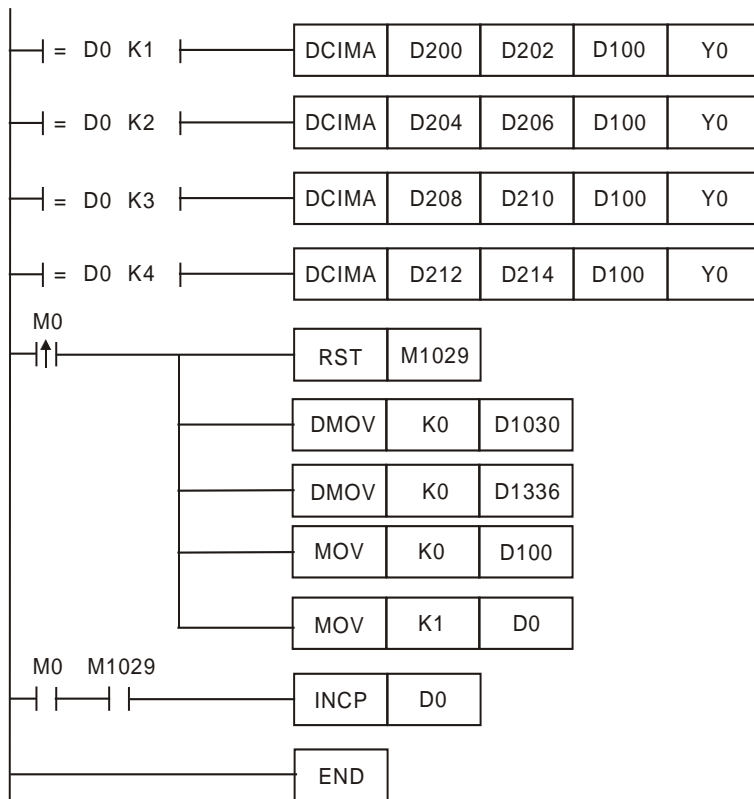 = D0 K1 DCIMA D200 D202 D100 Y0
= D0 K2 DCIMA D204 D206 D100 Y0
= D0 K3 DCIMA D208 D210 D100 Y0
= D0 K4 DCIMA D212 D214 D100 Y0
M0
RST M1029
DMOV K0 D1030
DMOV K0 D1336
MOV K0 D100
MOV K1 D0
M0 M1029
INCP D0
END